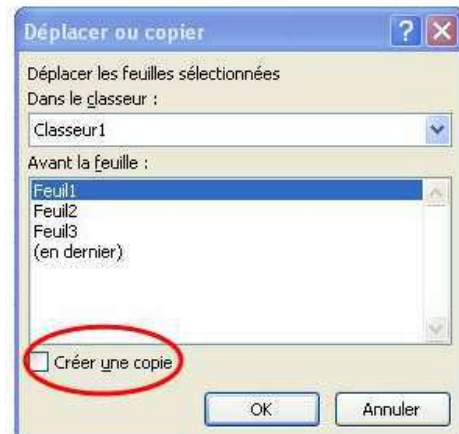 Déplacer ou copier
Déplacer les feuilles sélectionnées
Dans le classeur :
Classeur1
Avant la feuille :
Feuil1
Feuil2
Feuil3
(en dernier)
Créer une copie
OK
Annuler